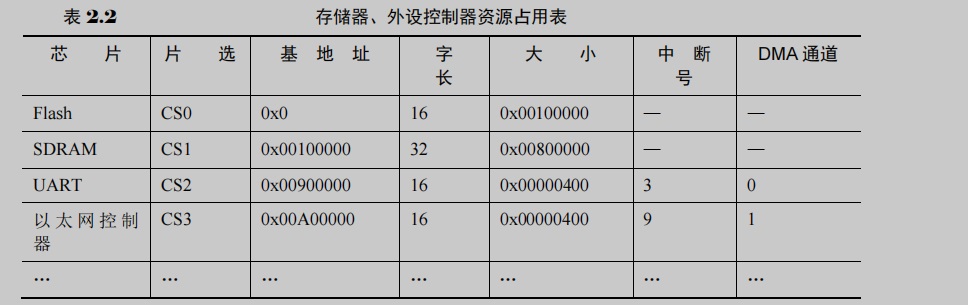 表 2.2 存储器、外设控制器资源占用表
芯 片 片 选 基 地 址 字长 大 小 中 断号 DMA 通道
Flash CS0 0x0 16 0x00100000 — —
SDRAM CS1 0x00100000 32 0x00800000 — —
UART CS2 0x00900000 16 0x00000400 3 0
以太网控制器 CS3 0x00A00000 16 0x00000400 9 1
… … … … … … …